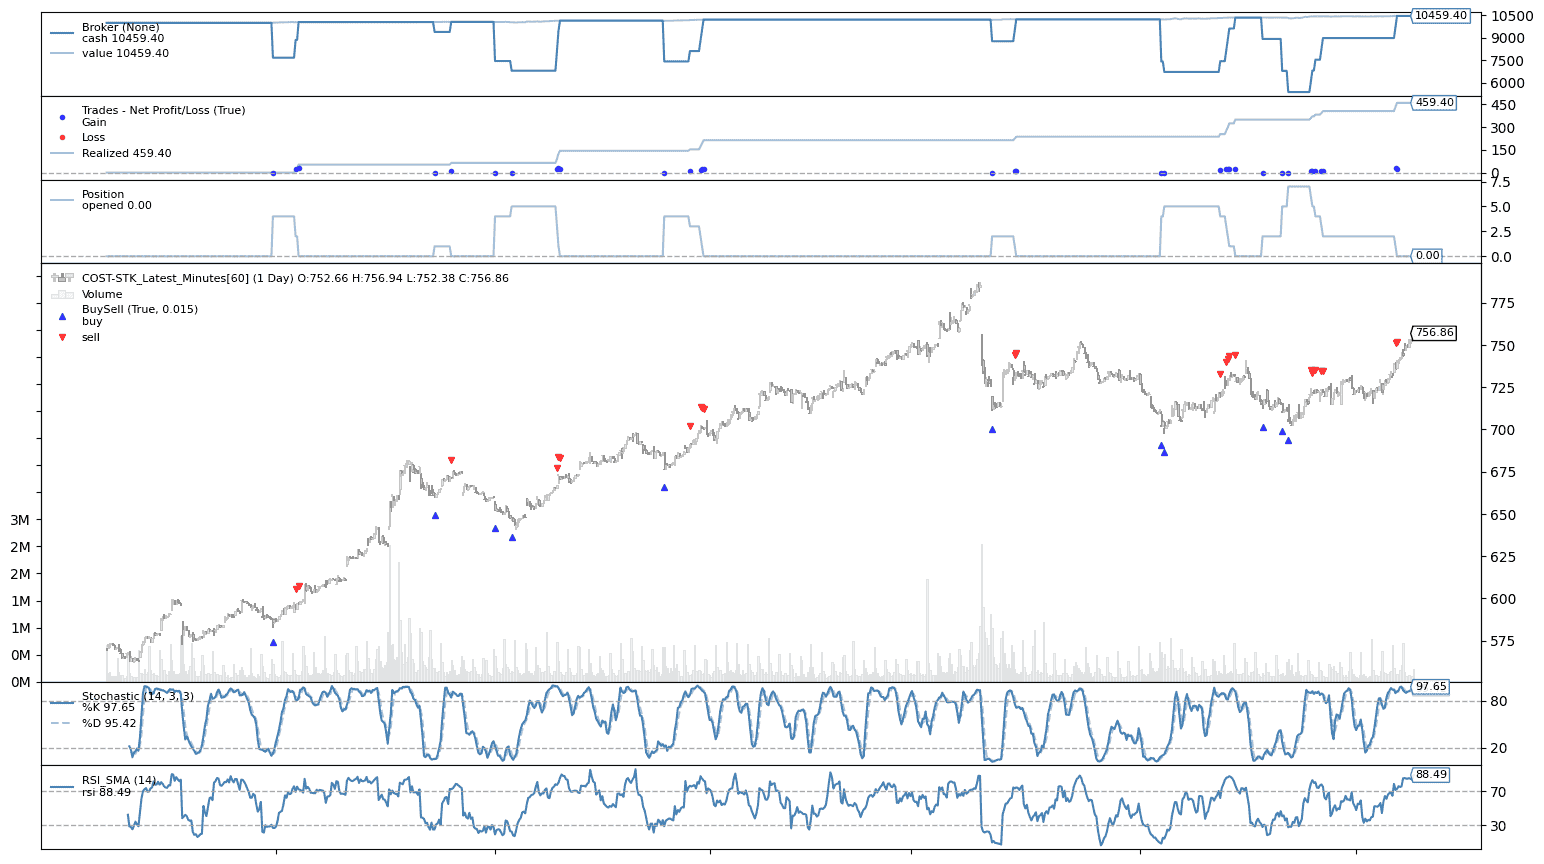 Broker (None)
cash 10459.40
value 10459.40
10459.40
10500
9000
7500
6000
Trades - Net Profit/Loss (True)
Gain
Loss
Realized 459.40
459.40
450
300
150
0
Position
opened 0.00
7.5
5.0
2.5
0.0
0.00
COST-STK_Latest_Minutes[60] (1 Day) O:752.66 H:756.94 L:752.38 C:756.86
Volume
BuySell (True, 0.015)
buy
sell
756.86
775
750
725
700
675
650
625
600
575
3M
2M
2M
1M
1M
0M
0M
Stochastic (14, 3, 3)
%K 97.65
%D 95.42
97.65
80
20
RSI_SMA (14)
rsi 88.49
88.49
70
30